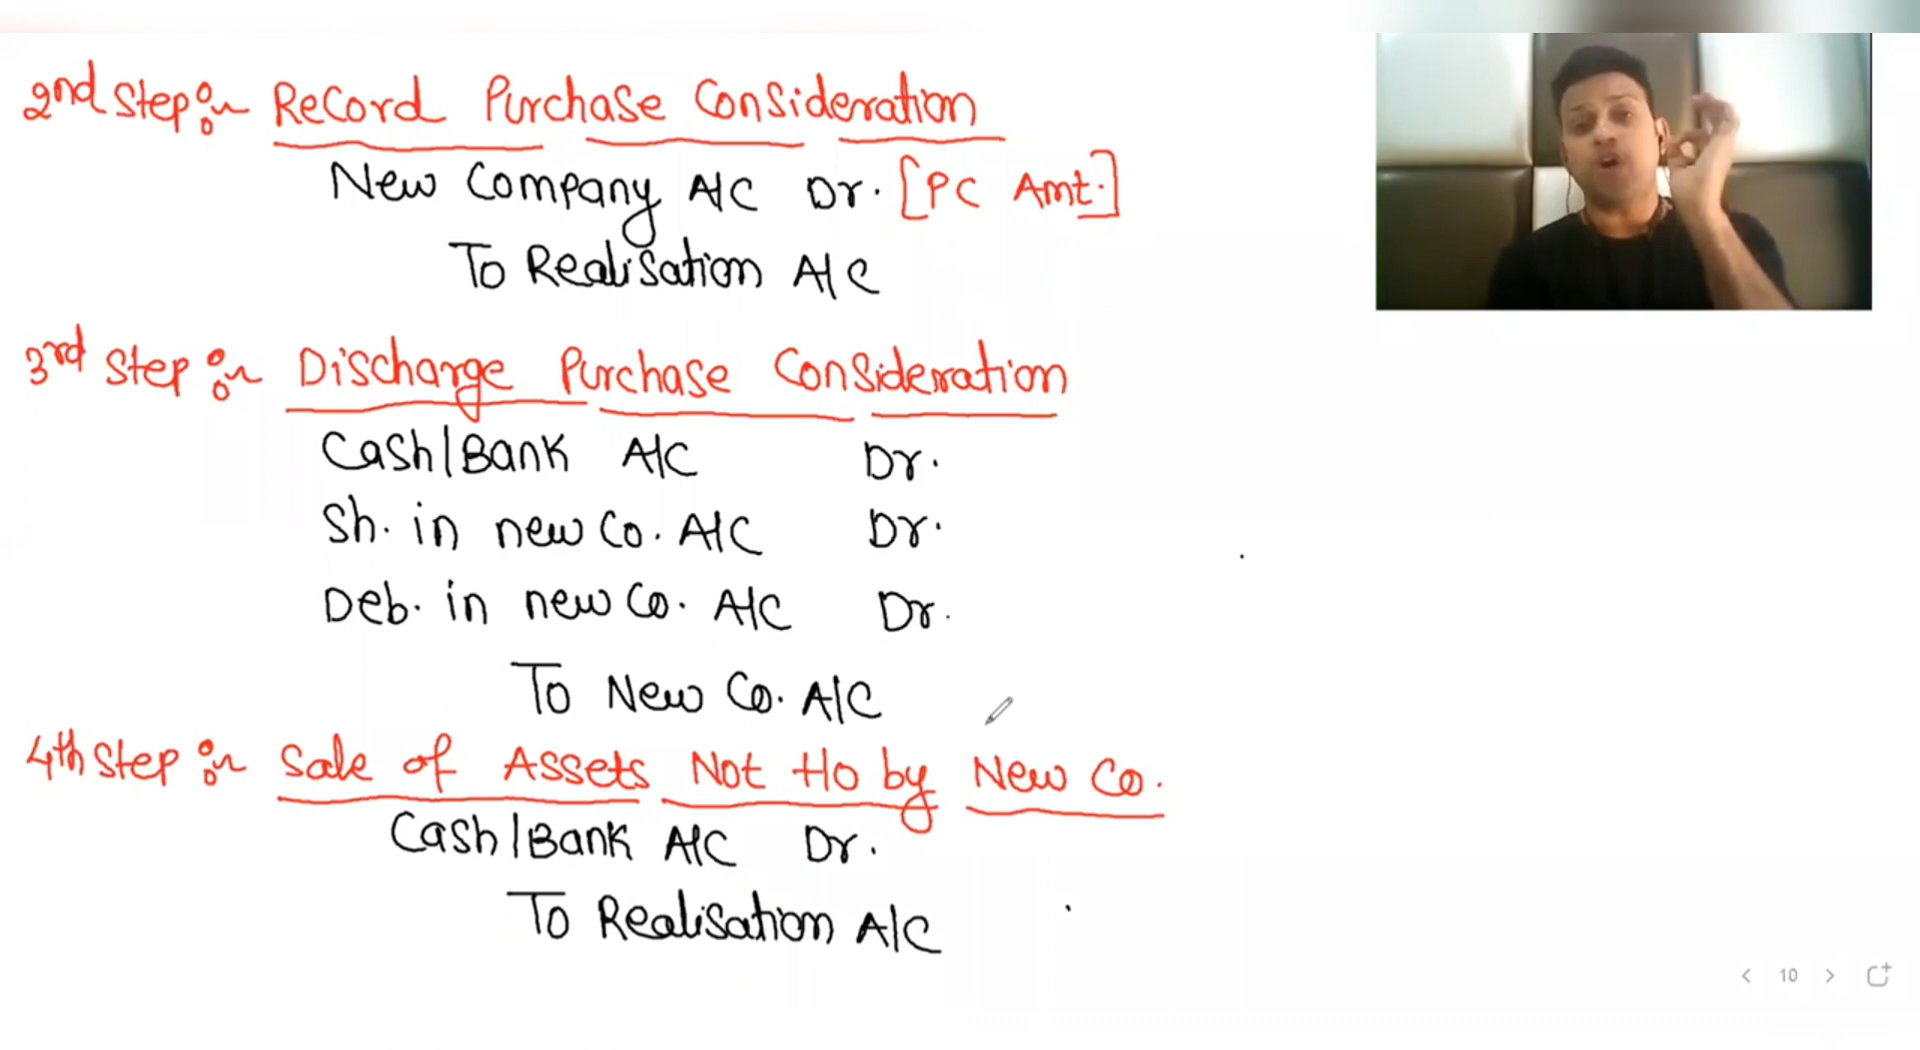 2nd Step :- Record Purchase Consideration
New Company A/C Dr. [PC Amt.]
To Realisation A/C
3rd Step :- Discharge Purchase Consideration
Cash/Bank A/C Dr.
Sh. in new Co. A/C Dr.
Deb. in new Co. A/C Dr.
To New Co. A/C
4th Step :- Sale of Assets Not t/o by New Co.
Cash/Bank A/C Dr.
To Realisation A/C
< 10 >